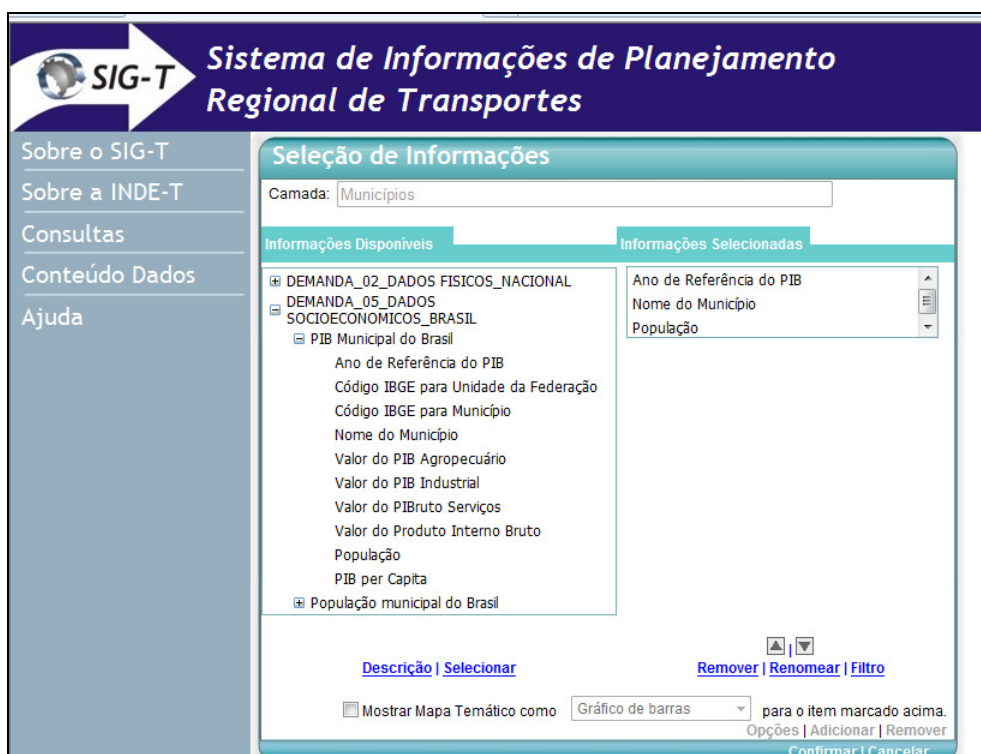 SIG-T
Sistema de Informações de Planejamento
Regional de Transportes
Sobre o SIG-T
Sobre a INDE-T
Consultas
Conteúdo Dados
Ajuda
Seleção de Informações
Camada: Municípios
Informações Disponíveis
DEMANDA_02_DADOS FISICOS_NACIONAL
DEMANDA_05_DADOS
SOCIOECONOMICOS_BRASIL
PIB Municipal do Brasil
Ano de Referência do PIB
Código IBGE para Unidade da Federação
Código IBGE para Município
Nome do Município
Valor do PIB Agropecuário
Valor do PIB Industrial
Valor do PIBruto Serviços
Valor do Produto Interno Bruto
População
PIB per Capita
População municipal do Brasil
Descrição | Selecionar
Informações Selecionadas
Ano de Referência do PIB
Nome do Município
População
|
Remover | Renomear | Filtro
Mostrar Mapa Temático como Gráfico de barras para o item marcado acima.
Opções | Adicionar | Remover
Confirmar | Cancelar